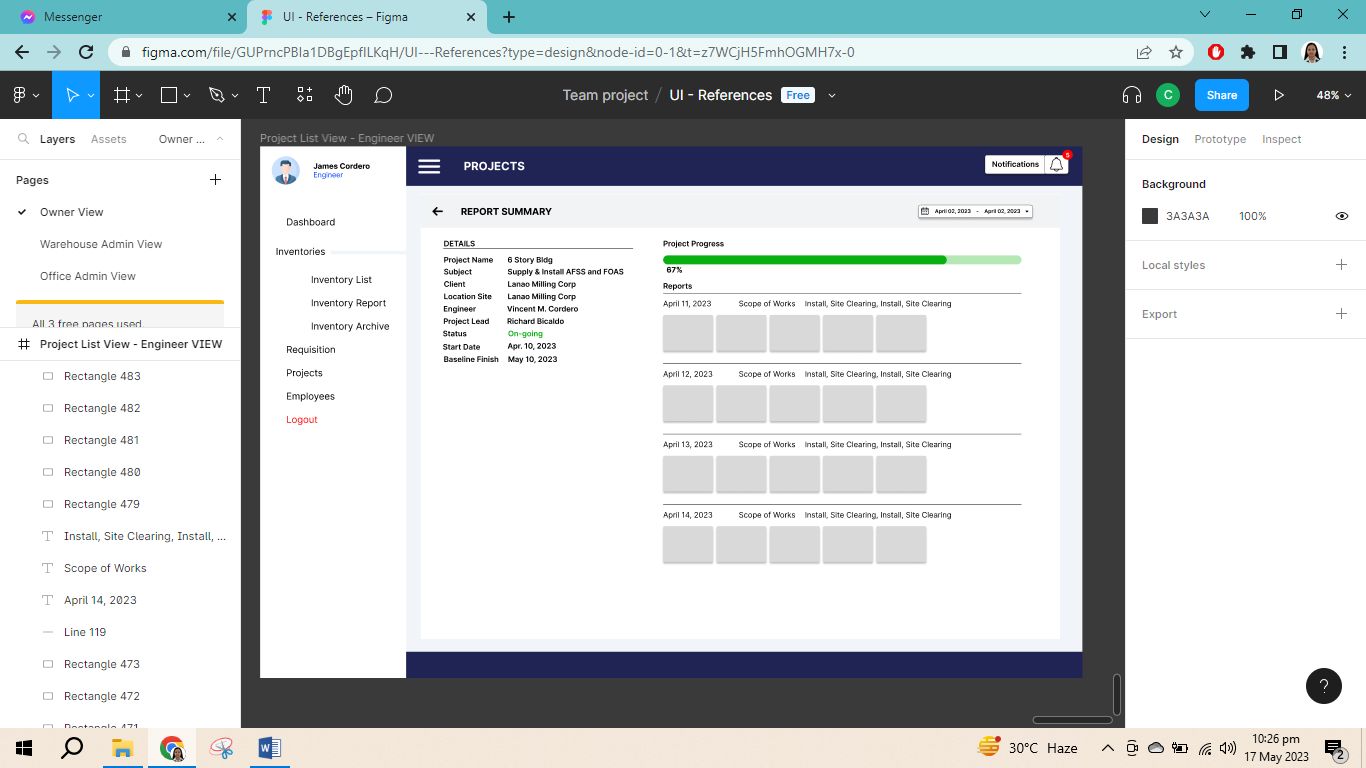 Messenger
UI - References – Figma
figma.com/file/GUPrncPBIa1DBgEpflLKqH/UI---References?type=design&node-id=0-1&t=z7WCjH5FmhOGMH7x-0
Team project / UI - References Free
C
Share
48%
Layers Assets Owner ...
Pages
Owner View
Warehouse Admin View
Office Admin View
All 3 free pages used
Project List View - Engineer VIEW
Rectangle 483
Rectangle 482
Rectangle 481
Rectangle 480
Rectangle 479
Install, Site Clearing, Install, ...
Scope of Works
April 14, 2023
Line 119
Rectangle 473
Rectangle 472
Rectangle 471
Project List View - Engineer VIEW
James Cordero
Engineer
Dashboard
Inventories
Inventory List
Inventory Report
Inventory Archive
Requisition
Projects
Employees
Logout
PROJECTS
Notifications 5
REPORT SUMMARY
April 02, 2023 - April 02, 2023
DETAILS
Project Name 6 Story Bldg
Subject Supply & Install AFSS and FOAS
Client Lanao Milling Corp
Location Site Lanao Milling Corp
Engineer Vincent M. Cordero
Project Lead Richard Bicaldo
Status On-going
Start Date Apr. 10, 2023
Baseline Finish May 10, 2023
Project Progress
67%
Reports
April 11, 2023 Scope of Works Install, Site Clearing, Install, Site Clearing
April 12, 2023 Scope of Works Install, Site Clearing, Install, Site Clearing
April 13, 2023 Scope of Works Install, Site Clearing, Install, Site Clearing
April 14, 2023 Scope of Works Install, Site Clearing, Install, Site Clearing
Design Prototype Inspect
Background
3A3A3A 100%
Local styles
Export
?
30°C Haze
10:26 pm
17 May 2023
2